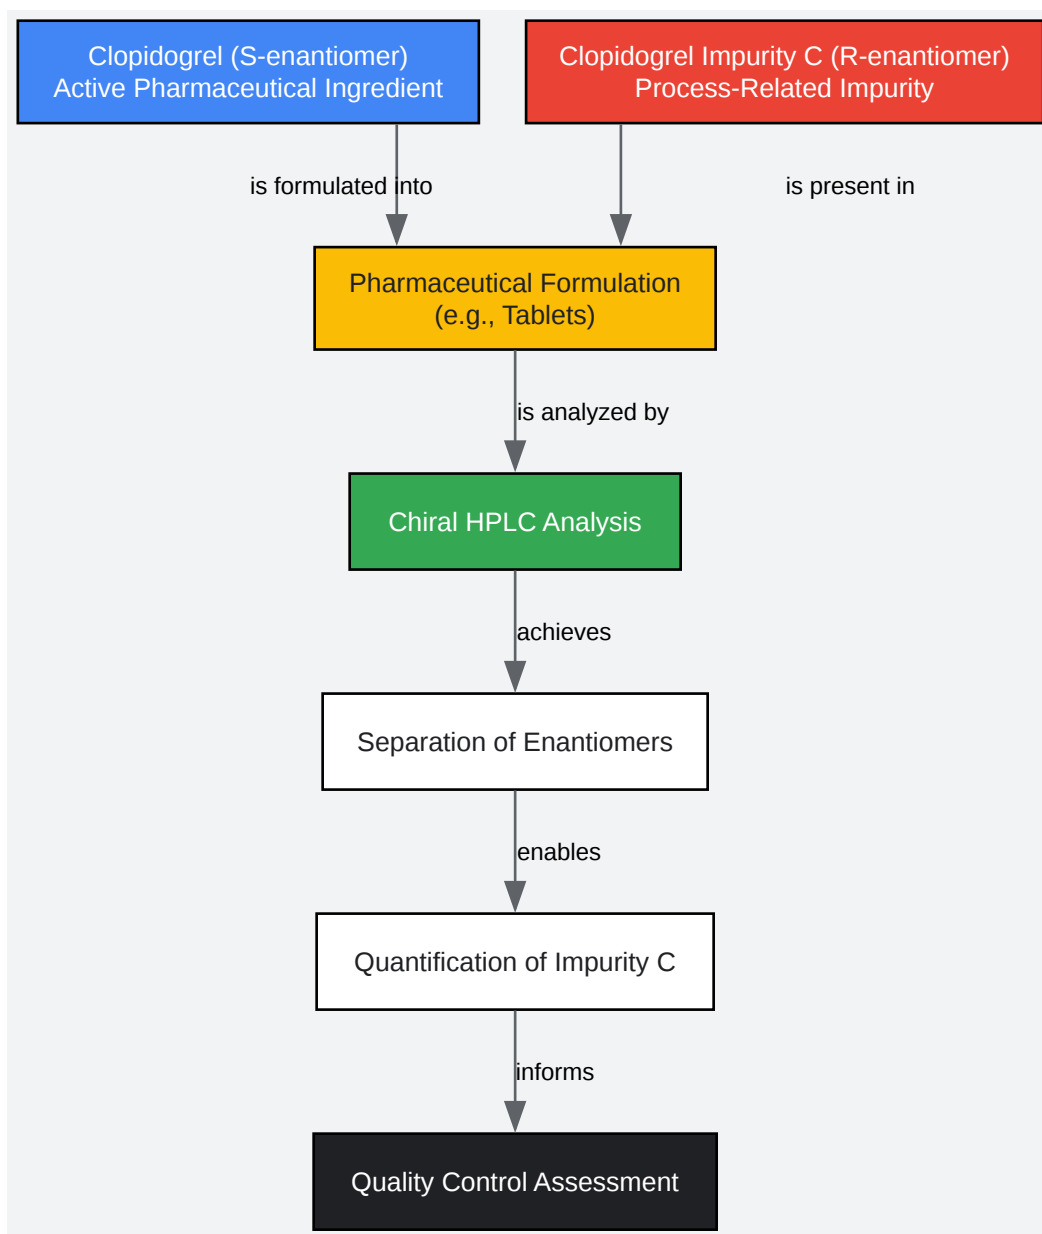 Clopidogrel (S-enantiomer)
Active Pharmaceutical Ingredient
Clopidogrel Impurity C (R-enantiomer)
Process-Related Impurity
is formulated into
is present in
Pharmaceutical Formulation
(e.g., Tablets)
is analyzed by
Chiral HPLC Analysis
achieves
Separation of Enantiomers
enables
Quantification of Impurity C
informs
Quality Control Assessment